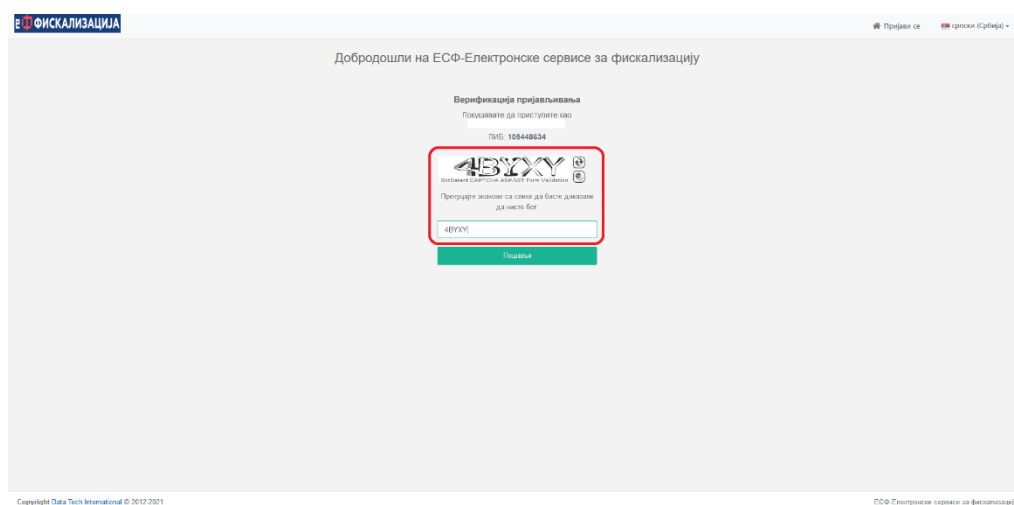 еФ ФИСКАЛИЗАЦИЈА
Пријави се
српски (Србија)
Добродошли на ЕСФ-Електронске сервисе за фискализацију
Верификација пријављивања
Покушавате да приступите као
ПИБ: 105448634
4BYXY
BotDetect CAPTCHA ASP.NET Form Validation
Прекуцајте знакове са слике да бисте доказали
да нисте бот:
4BYXY
Пошаљи
Copyright Data Tech International © 2012-2021
ЕСФ-Електронски сервиси за фискализациј